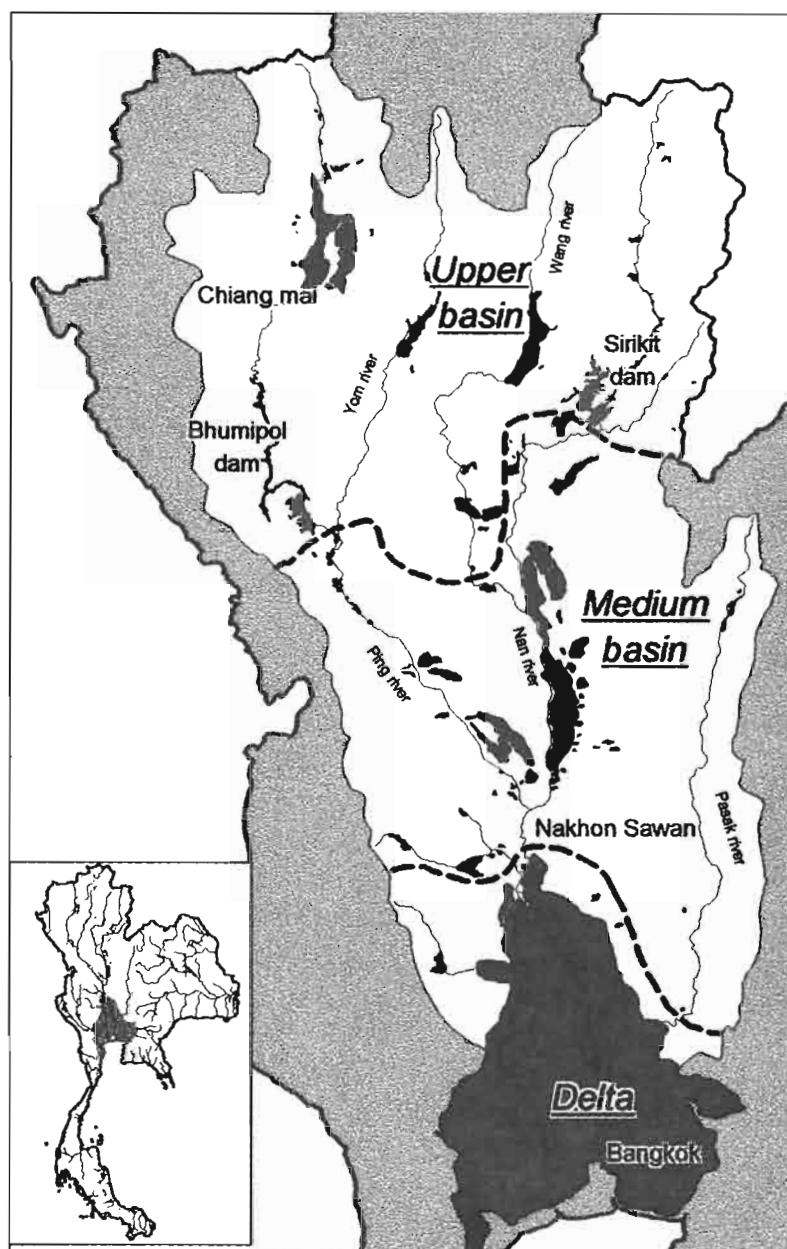 Wang river
Upper
basin
Chiang mai
Sirikit
dam
Yom river
Bhumipol
dam
Medium
basin
Nan river
Ping river
Pasak river
Nakhon Sawan
Delta
Bangkok